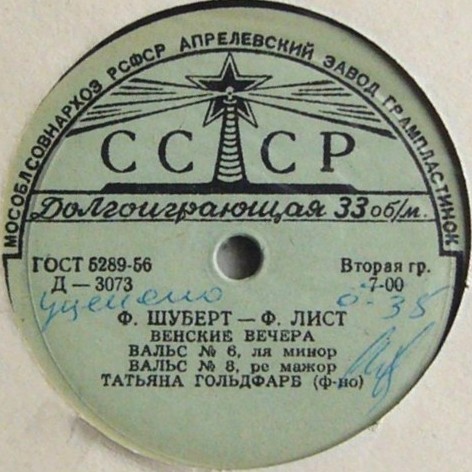 МОСОБЛСОВНАРХОЗ РСФСР АПРЕЛЕВСКИЙ ЗАВОД ГРАМПЛАСТИНОК
СССР
Долгоиграющая 33 об/м.
ГОСТ 5289-56
Вторая гр.
Д — 3073
7-00
уценено
0-35
Ф. ШУБЕРТ — Ф. ЛИСТ
ВЕНСКИЕ ВЕЧЕРА
ВАЛЬС № 6, ля минор
ВАЛЬС № 8, ре мажор
ТАТЬЯНА ГОЛЬДФАРБ (ф-но)